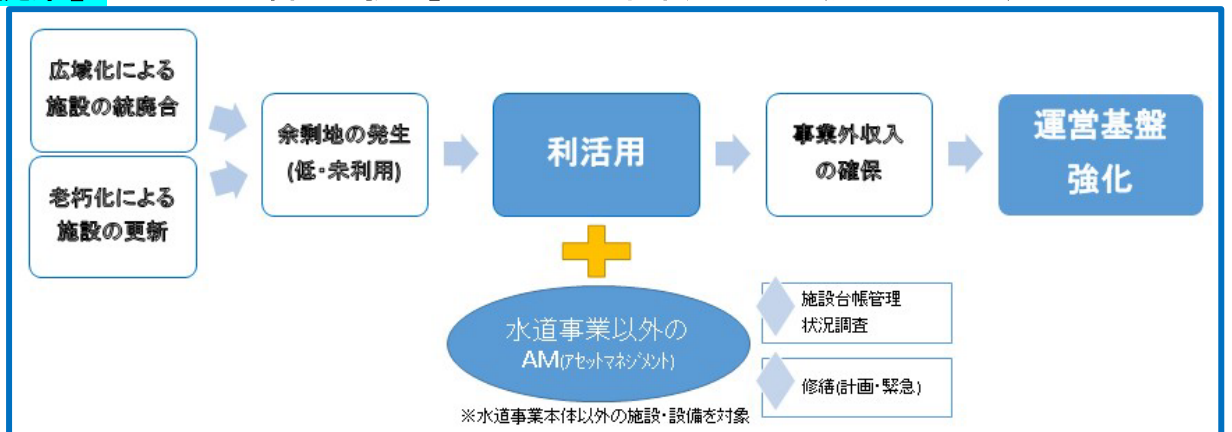 広域化による
施設の統廃合
老朽化による
施設の更新
余剰地の発生
(低・未利用)
利活用
事業外収入
の確保
運営基盤
強化
水道事業以外の
AM(アセットマネジメント)
※水道事業本体以外の施設・設備を対象
施設台帳管理
状況調査
修繕(計画・緊急)